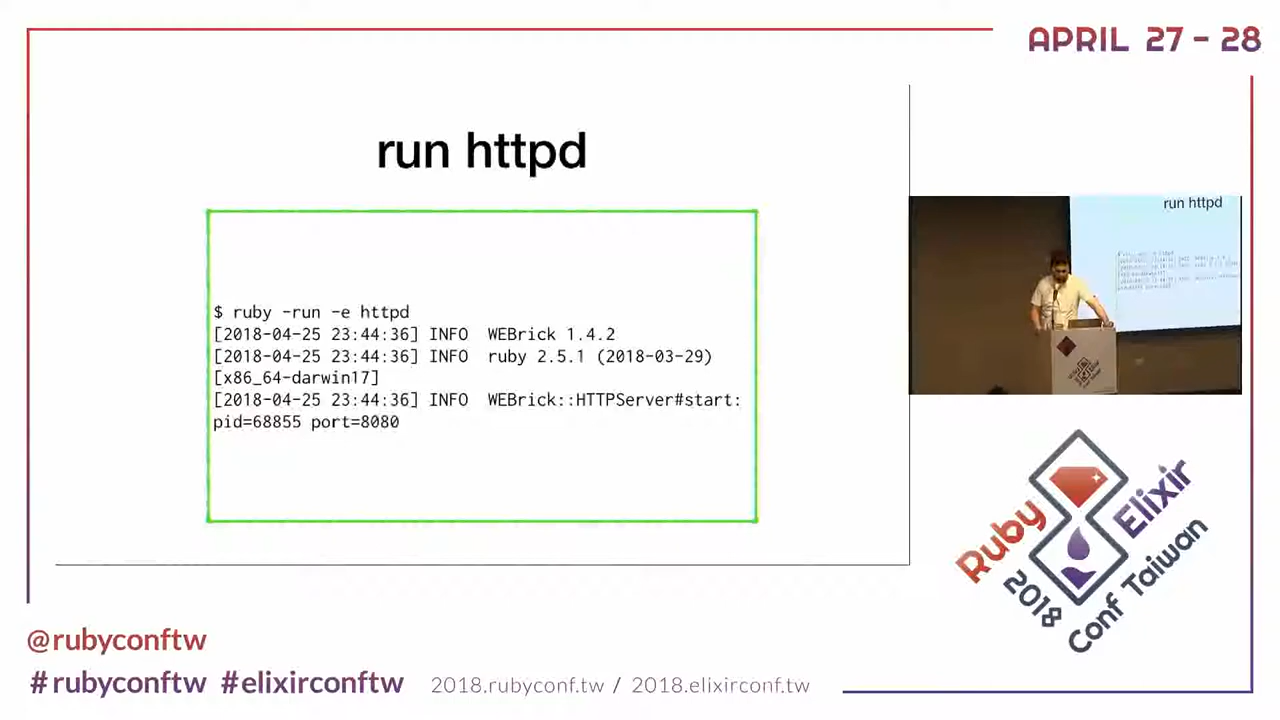 APRIL 27 - 28
run httpd
$ ruby -run -e httpd
[2018-04-25 23:44:36] INFO  WEBrick 1.4.2
[2018-04-25 23:44:36] INFO  ruby 2.5.1 (2018-03-29)
[x86_64-darwin17]
[2018-04-25 23:44:36] INFO  WEBrick::HTTPServer#start:
pid=68855 port=8080
run httpd
Ruby Elixir
2018 Conf Taiwan
@rubyconftw
#rubyconftw #elixirconftw 2018.rubyconf.tw / 2018.elixirconf.tw